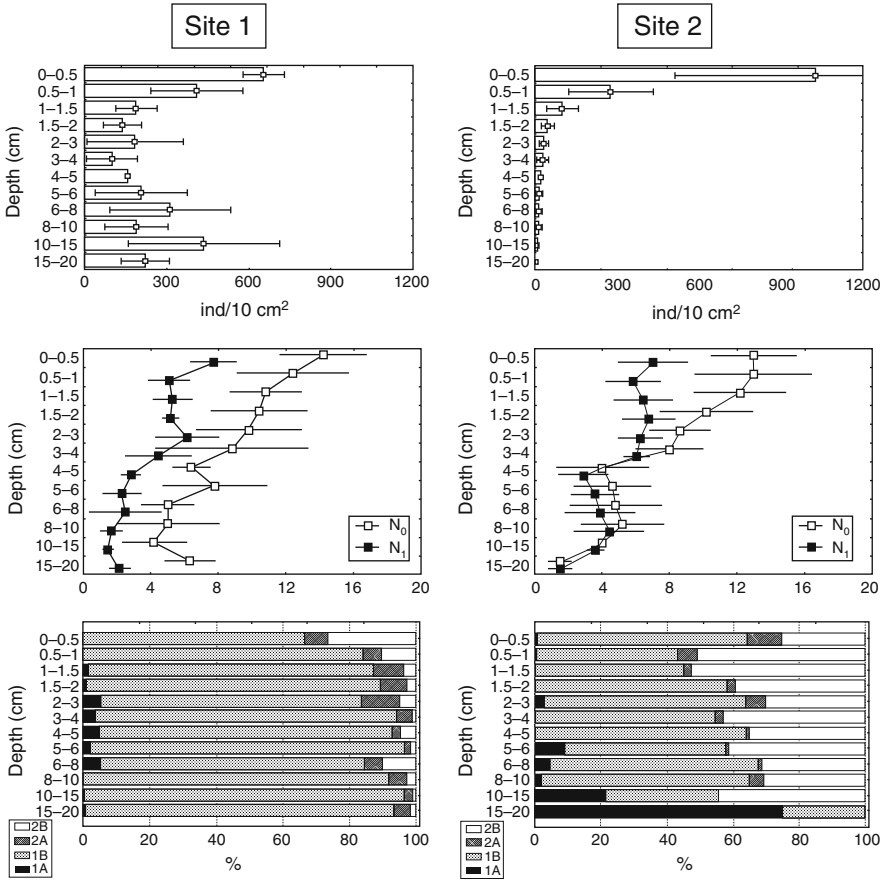 Site 1
Site 2
Depth (cm)
0–0.5
0.5–1
1–1.5
1.5–2
2–3
3–4
4–5
5–6
6–8
8–10
10–15
15–20
0 300 600 900 1200
ind/10 cm²
Depth (cm)
0–0.5
0.5–1
1–1.5
1.5–2
2–3
3–4
4–5
5–6
6–8
8–10
10–15
15–20
0 300 600 900 1200
ind/10 cm²
Depth (cm)
0–0.5
0.5–1
1–1.5
1.5–2
2–3
3–4
4–5
5–6
6–8
8–10
10–15
15–20
0 4 8 12 16 20
N₀
N₁
Depth (cm)
0–0.5
0.5–1
1–1.5
1.5–2
2–3
3–4
4–5
5–6
6–8
8–10
10–15
15–20
0 4 8 12 16 20
N₀
N₁
Depth (cm)
0–0.5
0.5–1
1–1.5
1.5–2
2–3
3–4
4–5
5–6
6–8
8–10
10–15
15–20
0 20 40 60 80 100
%
2B
2A
1B
1A
Depth (cm)
0–0.5
0.5–1
1–1.5
1.5–2
2–3
3–4
4–5
5–6
6–8
8–10
10–15
15–20
0 20 40 60 80 100
%
2B
2A
1B
1A